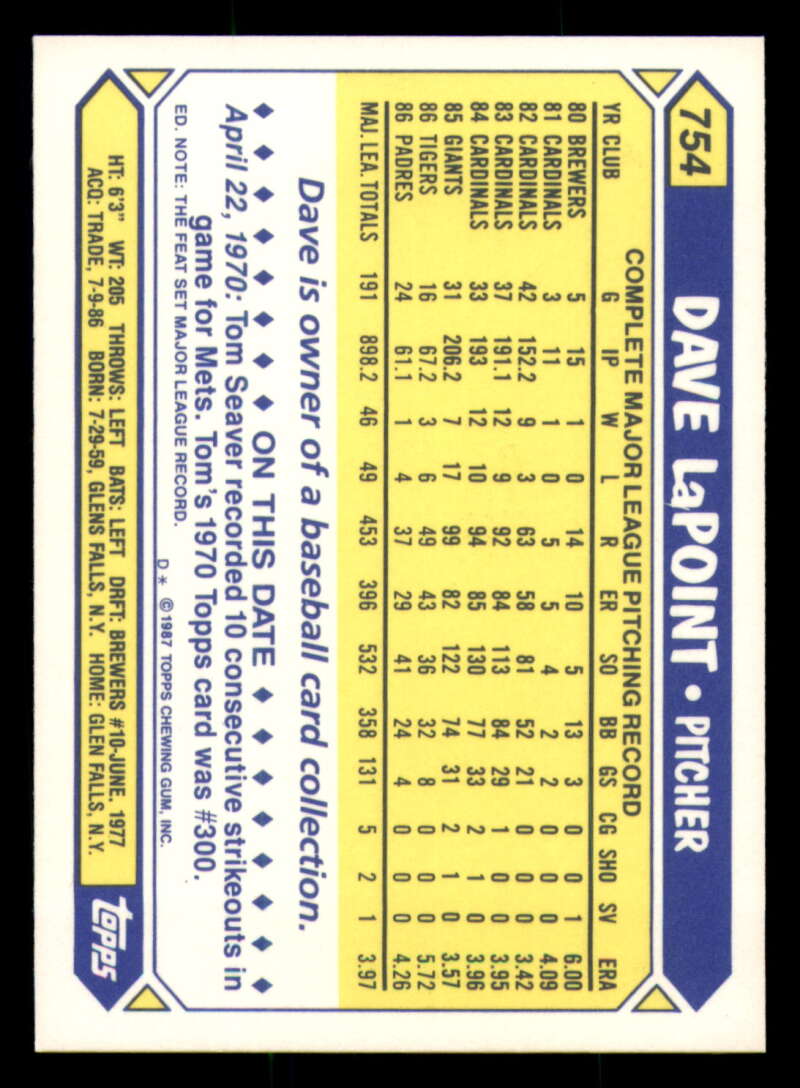 754 DAVE LaPOINT • PITCHER
COMPLETE MAJOR LEAGUE PITCHING RECORD
YR CLUB G IP W L R ER SO BB GS CG SHO SV ERA
80 BREWERS 5 15 1 0 14 10 5 13 3 0 0 1 6.00
81 CARDINALS 3 11 1 0 5 5 4 2 2 0 0 0 4.09
82 CARDINALS 42 152.2 9 3 63 58 81 52 21 0 0 0 3.42
83 CARDINALS 37 191.1 12 9 92 84 113 84 29 1 0 0 3.95
84 CARDINALS 33 193 12 10 94 85 130 77 33 2 1 0 3.96
85 GIANTS 31 206.2 7 17 99 82 122 74 31 2 1 0 3.57
86 TIGERS 16 67.2 3 6 49 43 36 32 8 0 0 0 5.72
86 PADRES 24 61.1 1 4 37 29 41 24 4 0 0 0 4.26
MAJ. LEA. TOTALS 191 898.2 46 49 453 396 532 358 131 5 2 1 3.97
Dave is owner of a baseball card collection.
♦ ♦ ♦ ♦ ♦ ♦ ♦ ♦ ON THIS DATE ♦ ♦ ♦ ♦ ♦ ♦ ♦ ♦
April 22, 1970: Tom Seaver recorded 10 consecutive strikeouts in
game for Mets. Tom's 1970 Topps card was #300.
ED. NOTE: THE FEAT SET MAJOR LEAGUE RECORD.
D* ©1987 TOPPS CHEWING GUM, INC.
HT: 6'3" WT: 205 THROWS: LEFT BATS: LEFT DRFT: BREWERS #10-JUNE, 1977
ACQ: TRADE, 7-9-86 BORN: 7-29-59, GLENS FALLS, N.Y. HOME: GLEN FALLS, N.Y.
topps